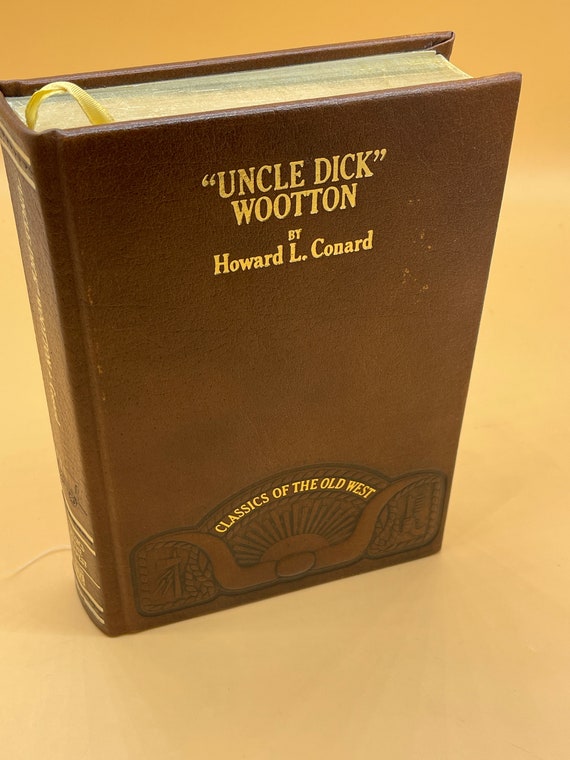 “UNCLE DICK”
WOOTTON
BY
Howard L. Conard
CLASSICS OF THE OLD WEST